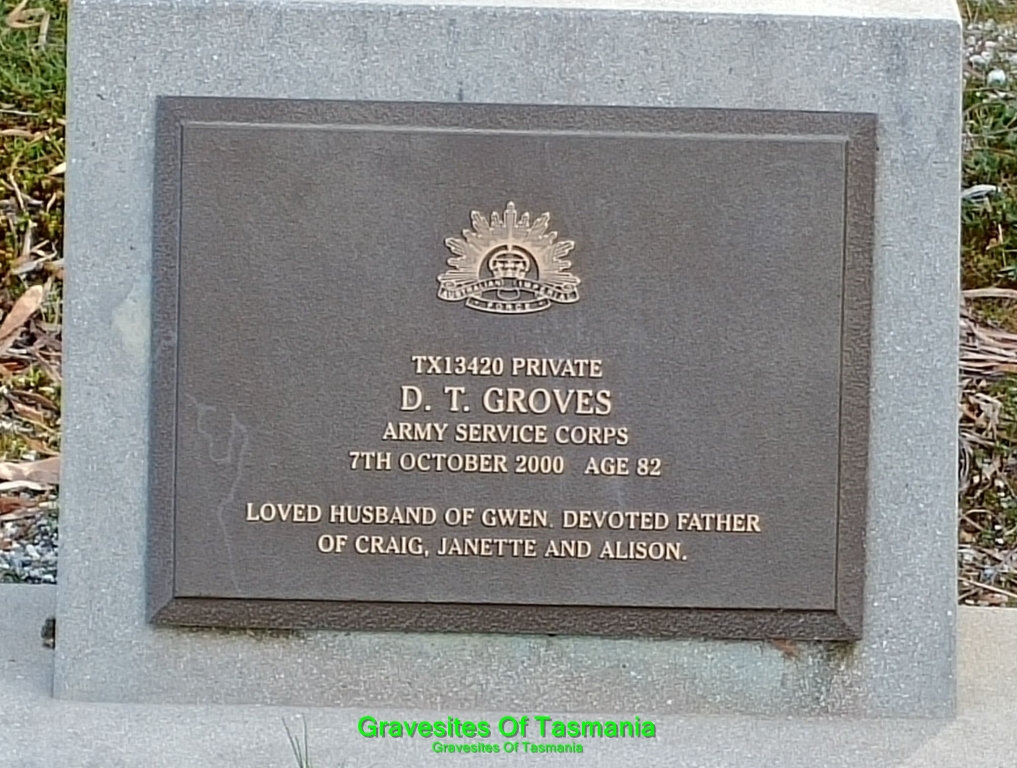 AUSTRALIAN IMPERIAL
FORCE
TX13420 PRIVATE
D. T. GROVES
ARMY SERVICE CORPS
7TH OCTOBER 2000 AGE 82
LOVED HUSBAND OF GWEN. DEVOTED FATHER
OF CRAIG, JANETTE AND ALISON.
Gravesites Of Tasmania
Gravesites Of Tasmania